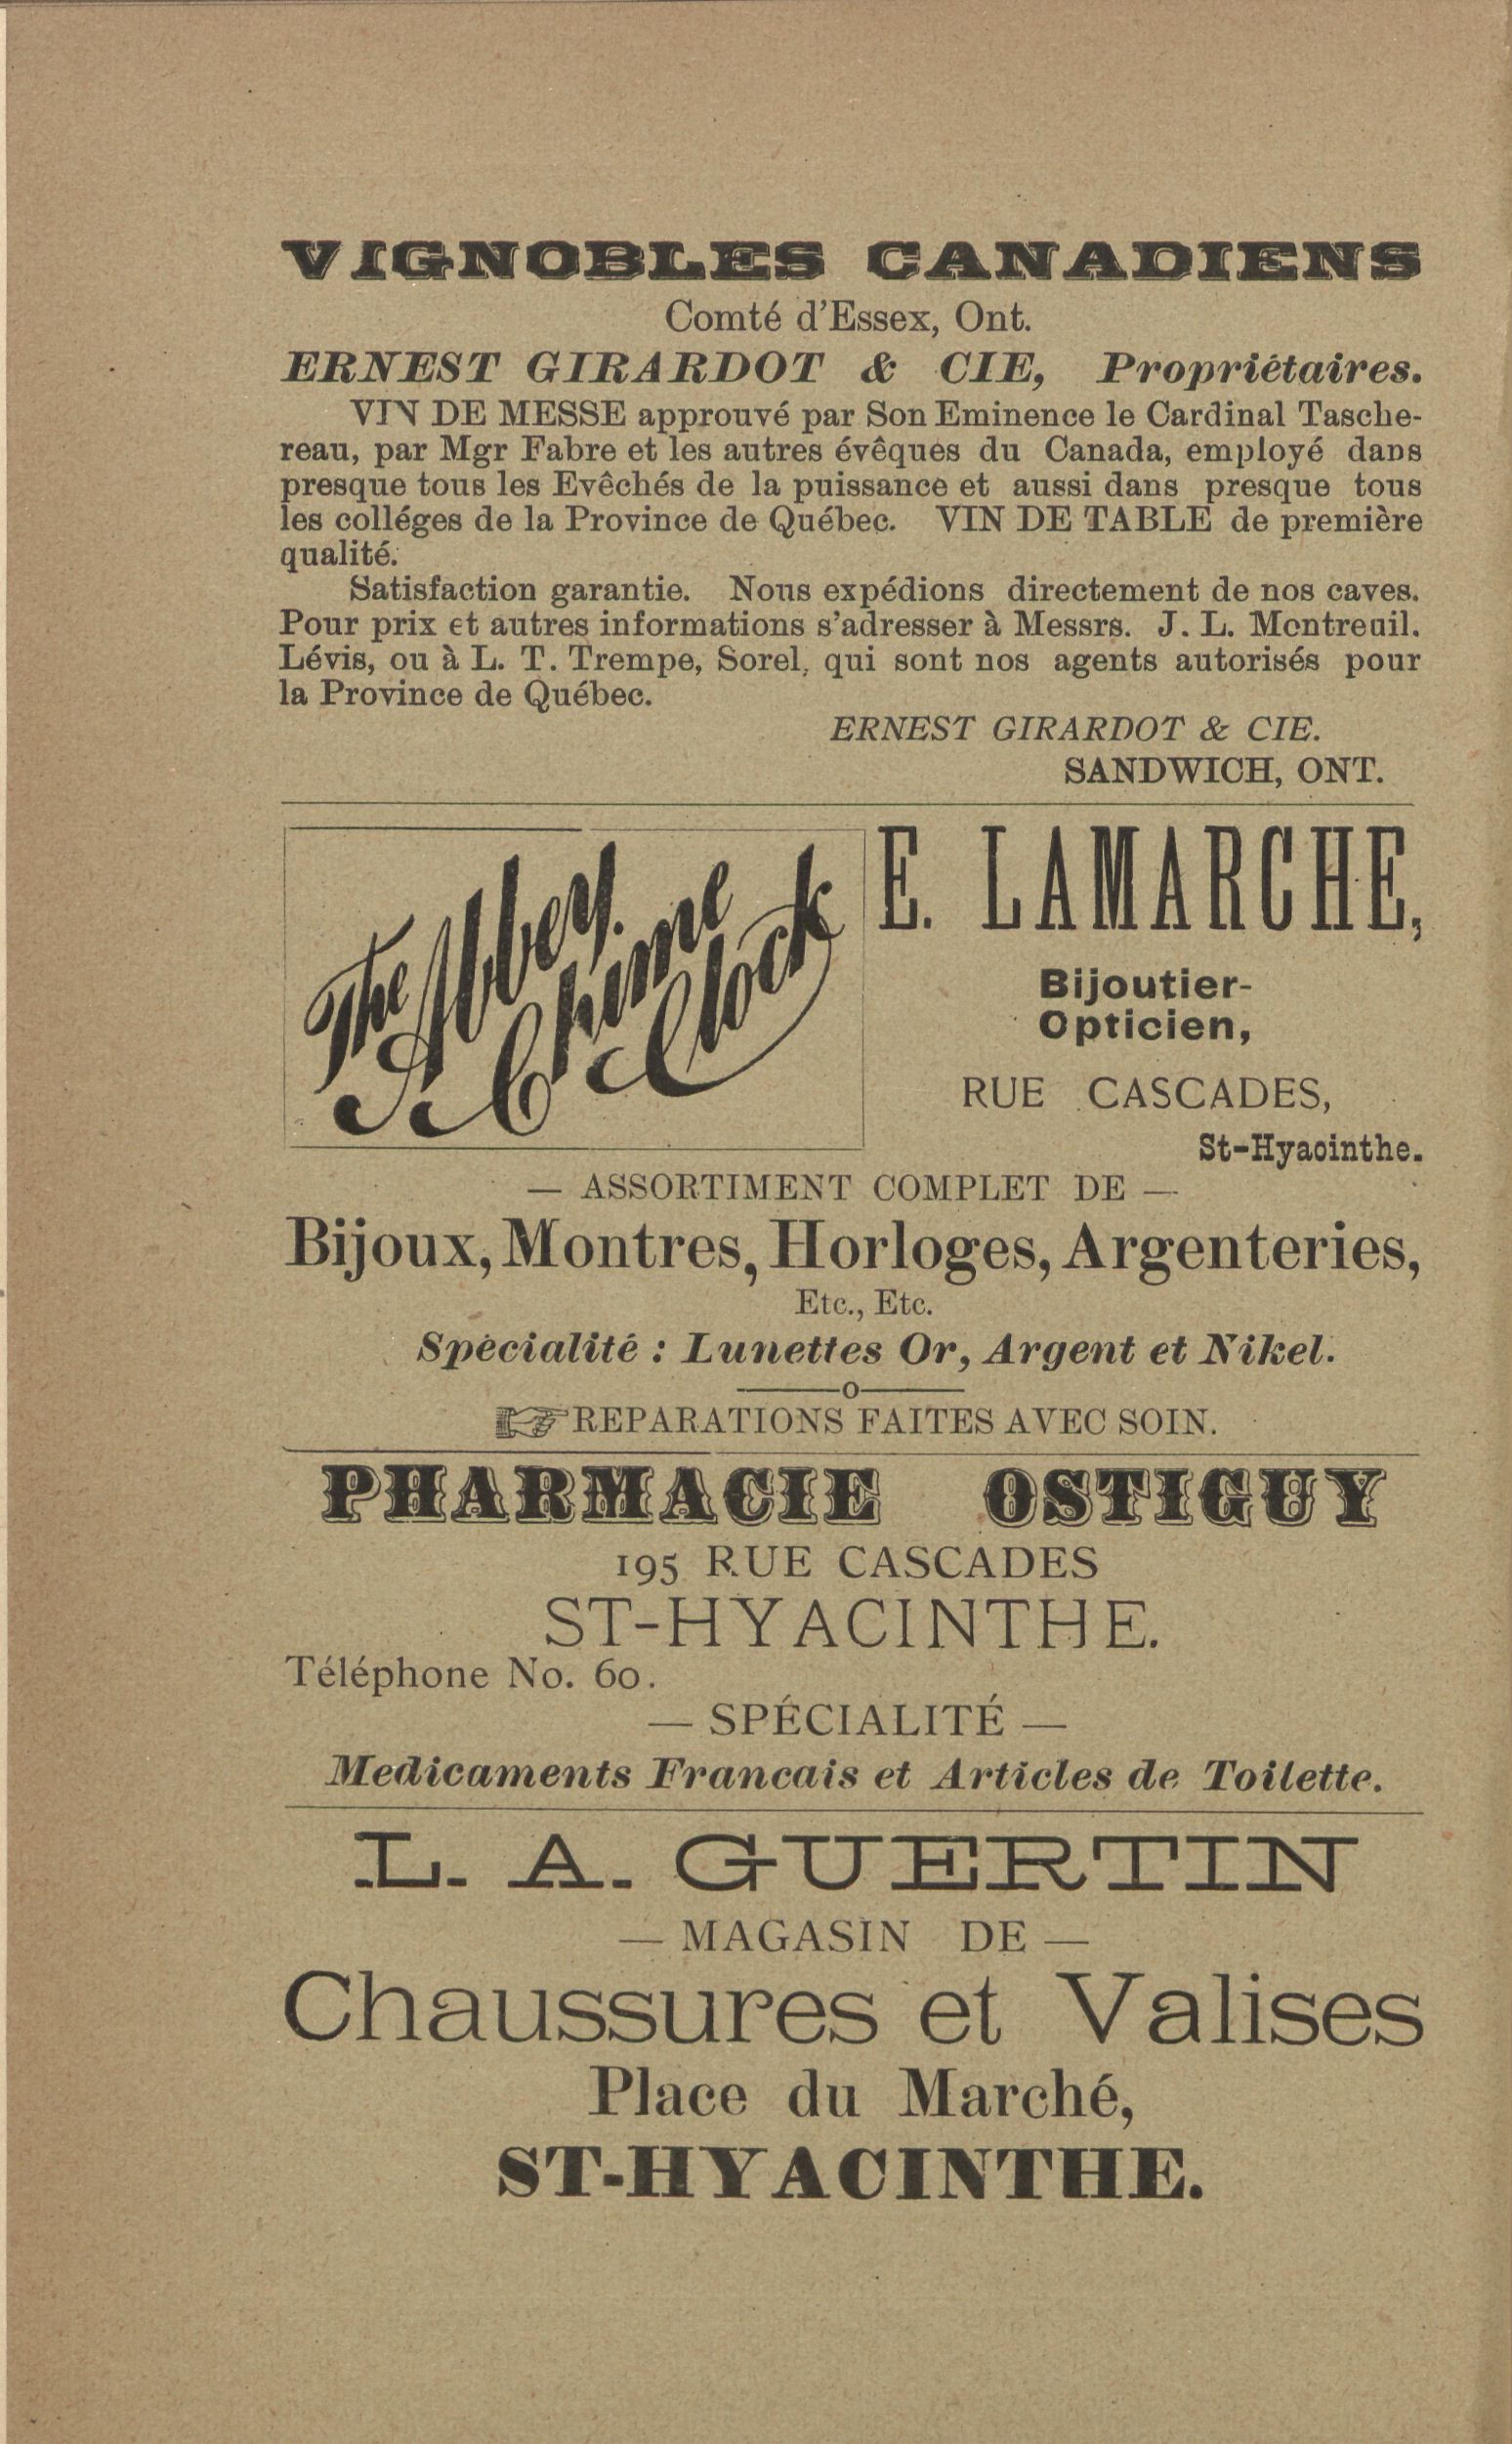 VIGNOBLES CANADIENS
Comté d'Essex, Ont.
ERNEST GIRARDOT & CIE, Propriétaires.
VIN DE MESSE approuvé par Son Eminence le Cardinal Tasche-
reau, par Mgr Fabre et les autres évêques du Canada, employé dans
presque tous les Evêchés de la puissance et aussi dans presque tous
les colléges de la Province de Québec. VIN DE TABLE de première
qualité.
Satisfaction garantie. Nous expédions directement de nos caves.
Pour prix et autres informations s'adresser à Messrs. J. L. Montreuil.
Lévis, ou à L. T. Trempe, Sorel, qui sont nos agents autorisés pour
la Province de Québec.
ERNEST GIRARDOT & CIE.
SANDWICH, ONT.
The Abbey
Chime
Clock
E. LAMARCHE,
Bijoutier-
Opticien,
RUE CASCADES,
St-Hyacinthe.
— ASSORTIMENT COMPLET DE —
Bijoux, Montres, Horloges, Argenteries,
Etc., Etc.
Spécialité : Lunettes Or, Argent et Nikel.
——o——
☞REPARATIONS FAITES AVEC SOIN.
PHARMACIE OSTIGUY
195 RUE CASCADES
ST-HYACINTHE.
Téléphone No. 60.
— SPÉCIALITÉ —
Medicaments Francais et Articles de Toilette.
L. A. GUERTIN
— MAGASIN DE —
Chaussures et Valises
Place du Marché,
ST-HYACINTHE.